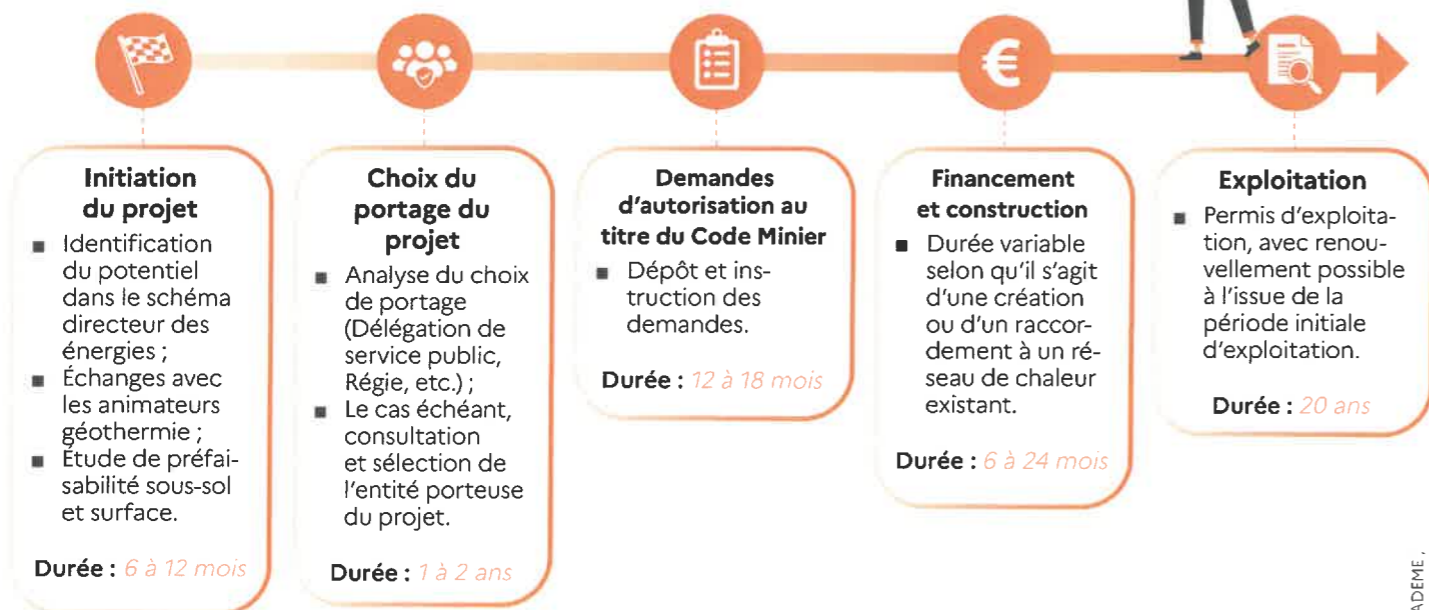 €
Initiation
du projet
■ Identification
du potentiel
dans le schéma
directeur des
énergies ;
■ Échanges avec
les animateurs
géothermie ;
■ Étude de préfai-
sabilité sous-sol
et surface.
Durée : 6 à 12 mois
Choix du
portage du
projet
■ Analyse du choix
de portage
(Délégation de
service public,
Régie, etc.) ;
■ Le cas échéant,
consultation
et sélection de
l'entité porteuse
du projet.
Durée : 1 à 2 ans
Demandes
d'autorisation au
titre du Code Minier
■ Dépôt et ins-
truction des
demandes.
Durée : 12 à 18 mois
Financement
et construction
■ Durée variable
selon qu'il s'agit
d'une création
ou d'un raccor-
dement à un ré-
seau de chaleur
existant.
Durée : 6 à 24 mois
Exploitation
■ Permis d'exploita-
tion, avec renou-
vellement possible
à l'issue de la
période initiale
d'exploitation.
Durée : 20 ans
ADEME,